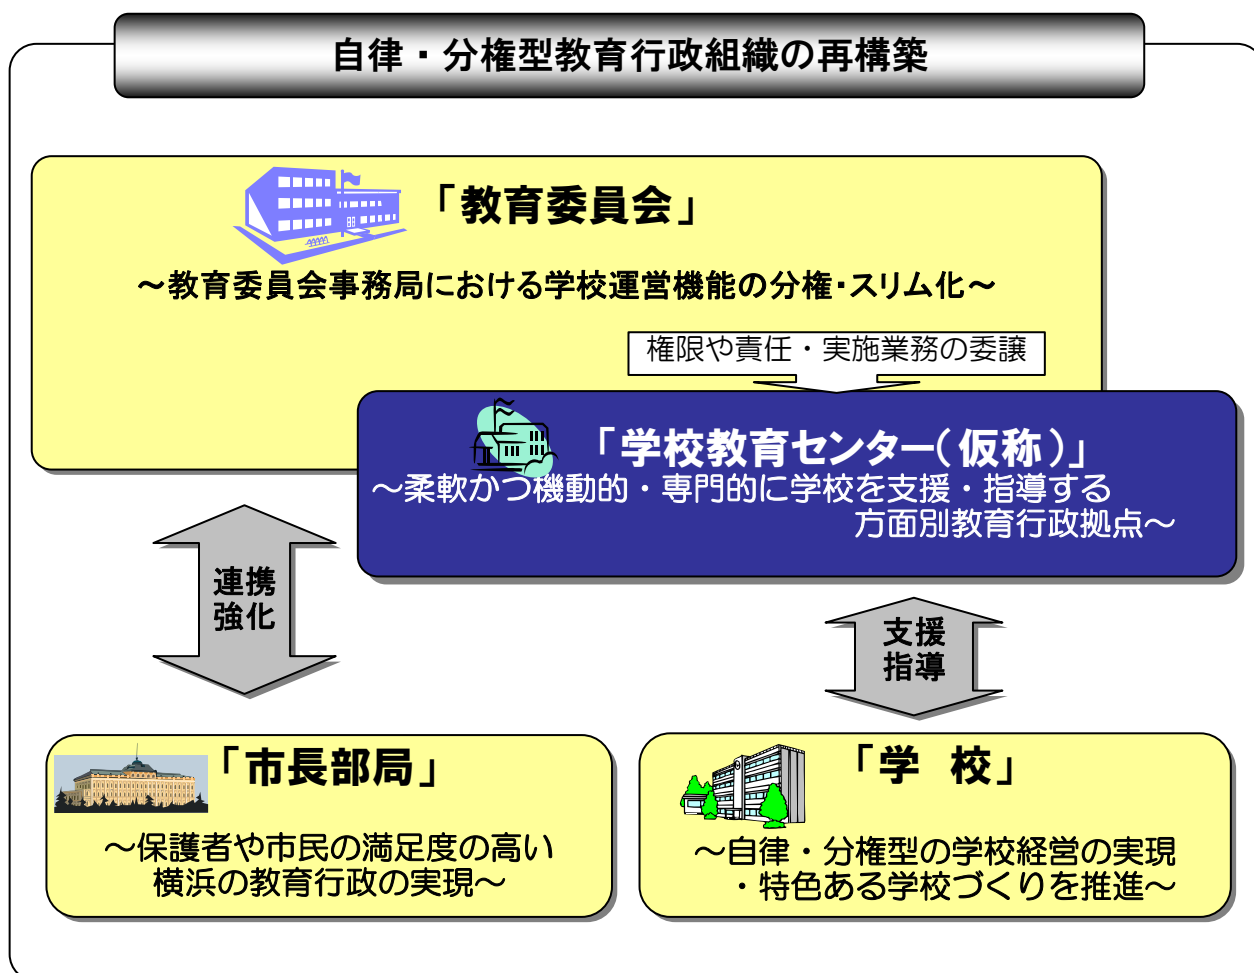 自律・分権型教育行政組織の再構築
「教育委員会」
～教育委員会事務局における学校運営機能の分権・スリム化～
権限や責任・実施業務の委譲
「学校教育センター（仮称）」
～柔軟かつ機動的・専門的に学校を支援・指導する
方面別教育行政拠点～
連携
強化
支援
指導
「市長部局」
～保護者や市民の満足度の高い
横浜の教育行政の実現～
「学 校」
～自律・分権型の学校経営の実現
・特色ある学校づくりを推進～